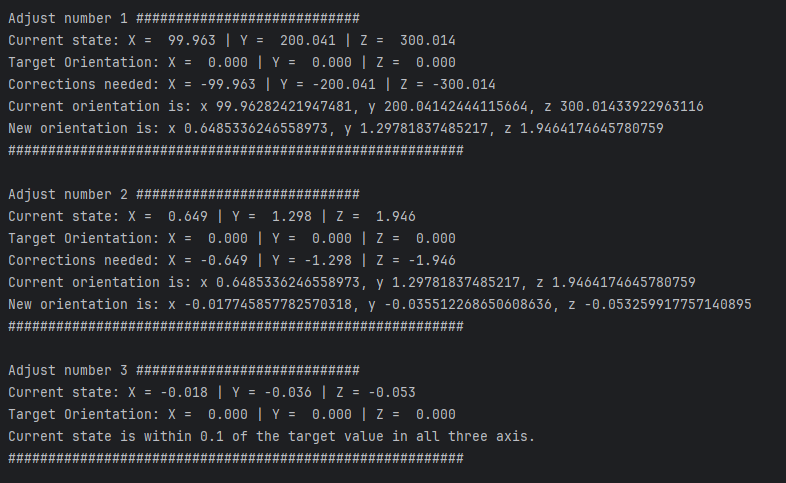 Adjust number 1 ############################
Current state: X =  99.963 | Y =  200.041 | Z =  300.014
Target Orientation: X =  0.000 | Y =  0.000 | Z =  0.000
Corrections needed: X = -99.963 | Y = -200.041 | Z = -300.014
Current orientation is: x 99.96282421947481, y 200.04142444115664, z 300.01433922963116
New orientation is: x 0.6485336246558973, y 1.29781837485217, z 1.9464174645780759
#########################################################
Adjust number 2 ############################
Current state: X =  0.649 | Y =  1.298 | Z =  1.946
Target Orientation: X =  0.000 | Y =  0.000 | Z =  0.000
Corrections needed: X = -0.649 | Y = -1.298 | Z = -1.946
Current orientation is: x 0.6485336246558973, y 1.29781837485217, z 1.9464174645780759
New orientation is: x -0.017745857782570318, y -0.035512268650608636, z -0.053259917757140895
#########################################################
Adjust number 3 ############################
Current state: X = -0.018 | Y = -0.036 | Z = -0.053
Target Orientation: X =  0.000 | Y =  0.000 | Z =  0.000
Current state is within 0.1 of the target value in all three axis.
#########################################################